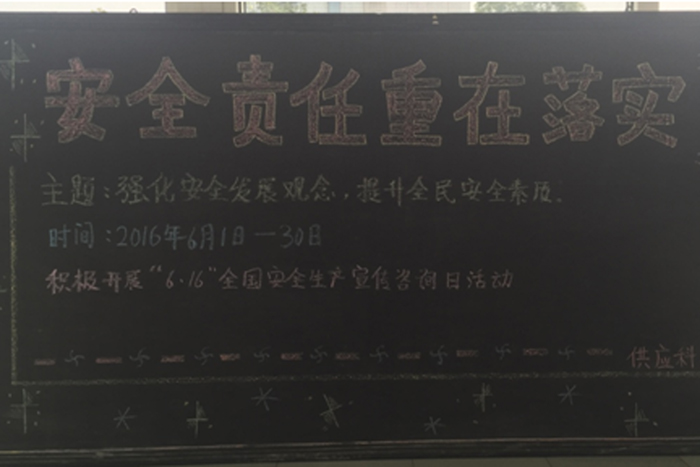 安全责任重在落实
主题：强化安全发展观念，提升全民安全素质。
时间：2016年6月1日—30日
积极开展“6·16”全国安全生产宣传咨询日活动
供应科